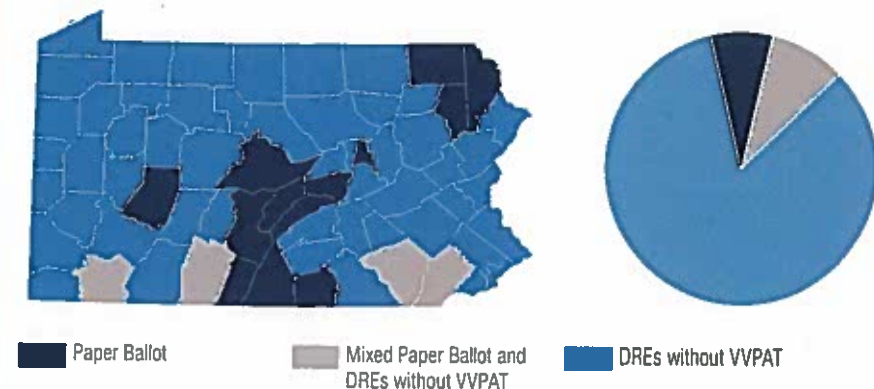 Paper Ballot
Mixed Paper Ballot and
DREs without VVPAT
DREs without VVPAT